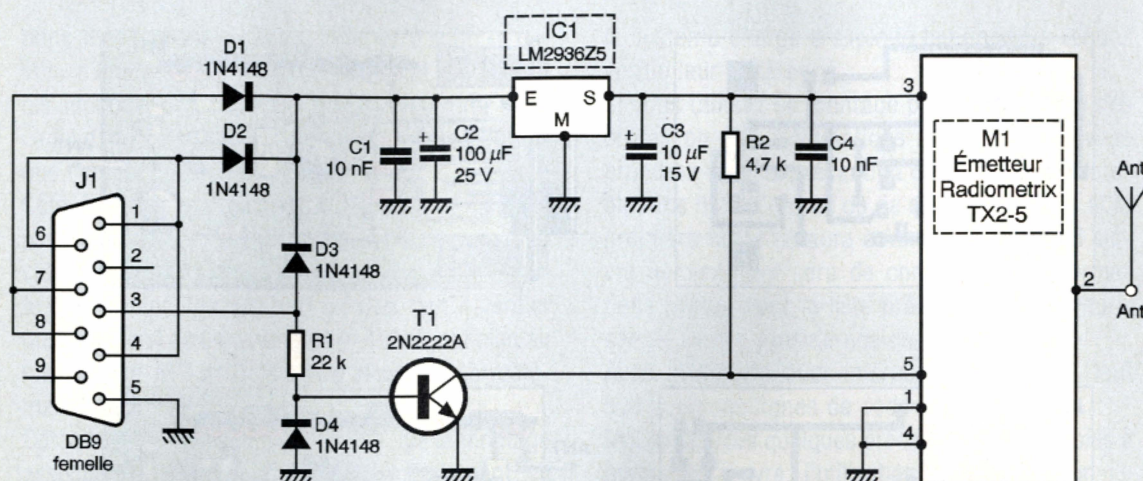 IC1
LM2936Z5
E
S
M
D1
1N4148
D2
1N4148
C1
10 nF
+
C2
100 µF
25 V
+
C3
10 µF
15 V
R2
4,7 k
C4
10 nF
3
M1
Émetteur
Radiometrix
TX2-5
Ant
2
Ant
J1
1
6
2
7
3
8
4
9
5
DB9
femelle
D3
1N4148
R1
22 k
T1
2N2222A
D4
1N4148
5
1
4